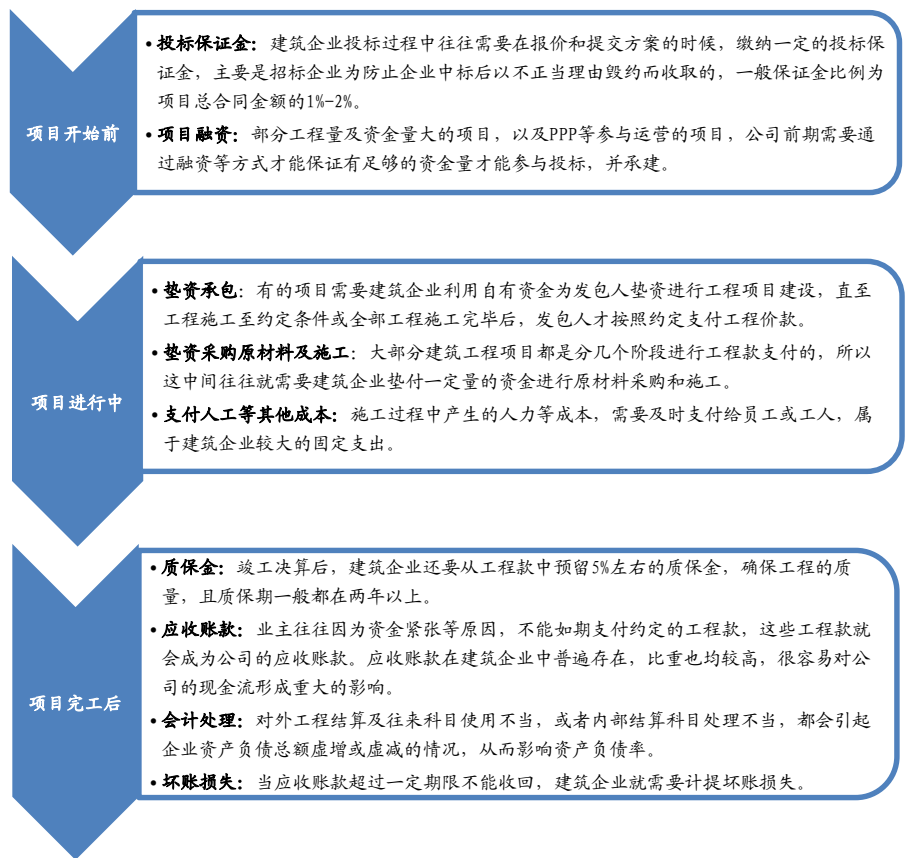 项目开始前
•投标保证金：建筑企业投标过程中往往需要在报价和提交方案的时候，缴纳一定的投标保
证金，主要是招标企业为防止企业中标后以不正当理由毁约而收取的，一般保证金比例为
项目总合同金额的1%-2%。
•项目融资：部分工程量及资金量大的项目，以及PPP等参与运营的项目，公司前期需要通
过融资等方式才能保证有足够的资金量才能参与投标，并承建。
项目进行中
•垫资承包：有的项目需要建筑企业利用自有资金为发包人垫资进行工程项目建设，直至
工程施工至约定条件或全部工程施工完毕后，发包人才按照约定支付工程价款。
•垫资采购原材料及施工：大部分建筑工程项目都是分几个阶段进行工程款支付的，所以
这中间往往就需要建筑企业垫付一定量的资金进行原材料采购和施工。
•支付人工等其他成本：施工过程中产生的人力等成本，需要及时支付给员工或工人，属
于建筑企业较大的固定支出。
项目完工后
•质保金：竣工决算后，建筑企业还要从工程款中预留5%左右的质保金，确保工程的质
量，且质保期一般都在两年以上。
•应收账款：业主往往因为资金紧张等原因，不能如期支付约定的工程款，这些工程款就
会成为公司的应收账款。应收账款在建筑企业中普遍存在，比重也均较高，很容易对公
司的现金流形成重大的影响。
•会计处理：对外工程结算及往来科目使用不当，或者内部结算科目处理不当，都会引起
企业资产负债总额虚增或虚减的情况，从而影响资产负债率。
•坏账损失：当应收账款超过一定期限不能收回，建筑企业就需要计提坏账损失。